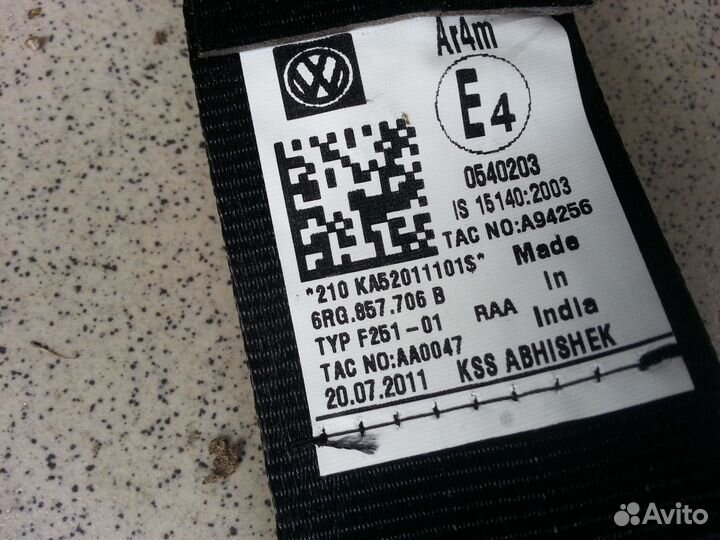 Ar4m
E4
0540203
IS 15140:2003
TAC NO:A94256
*210 KA52011101$*
6RG.857.706 B
TYP F251-01
TAC NO:AA0047
20.07.2011
RAA
Made
In
India
KSS ABHISHEK
Avito